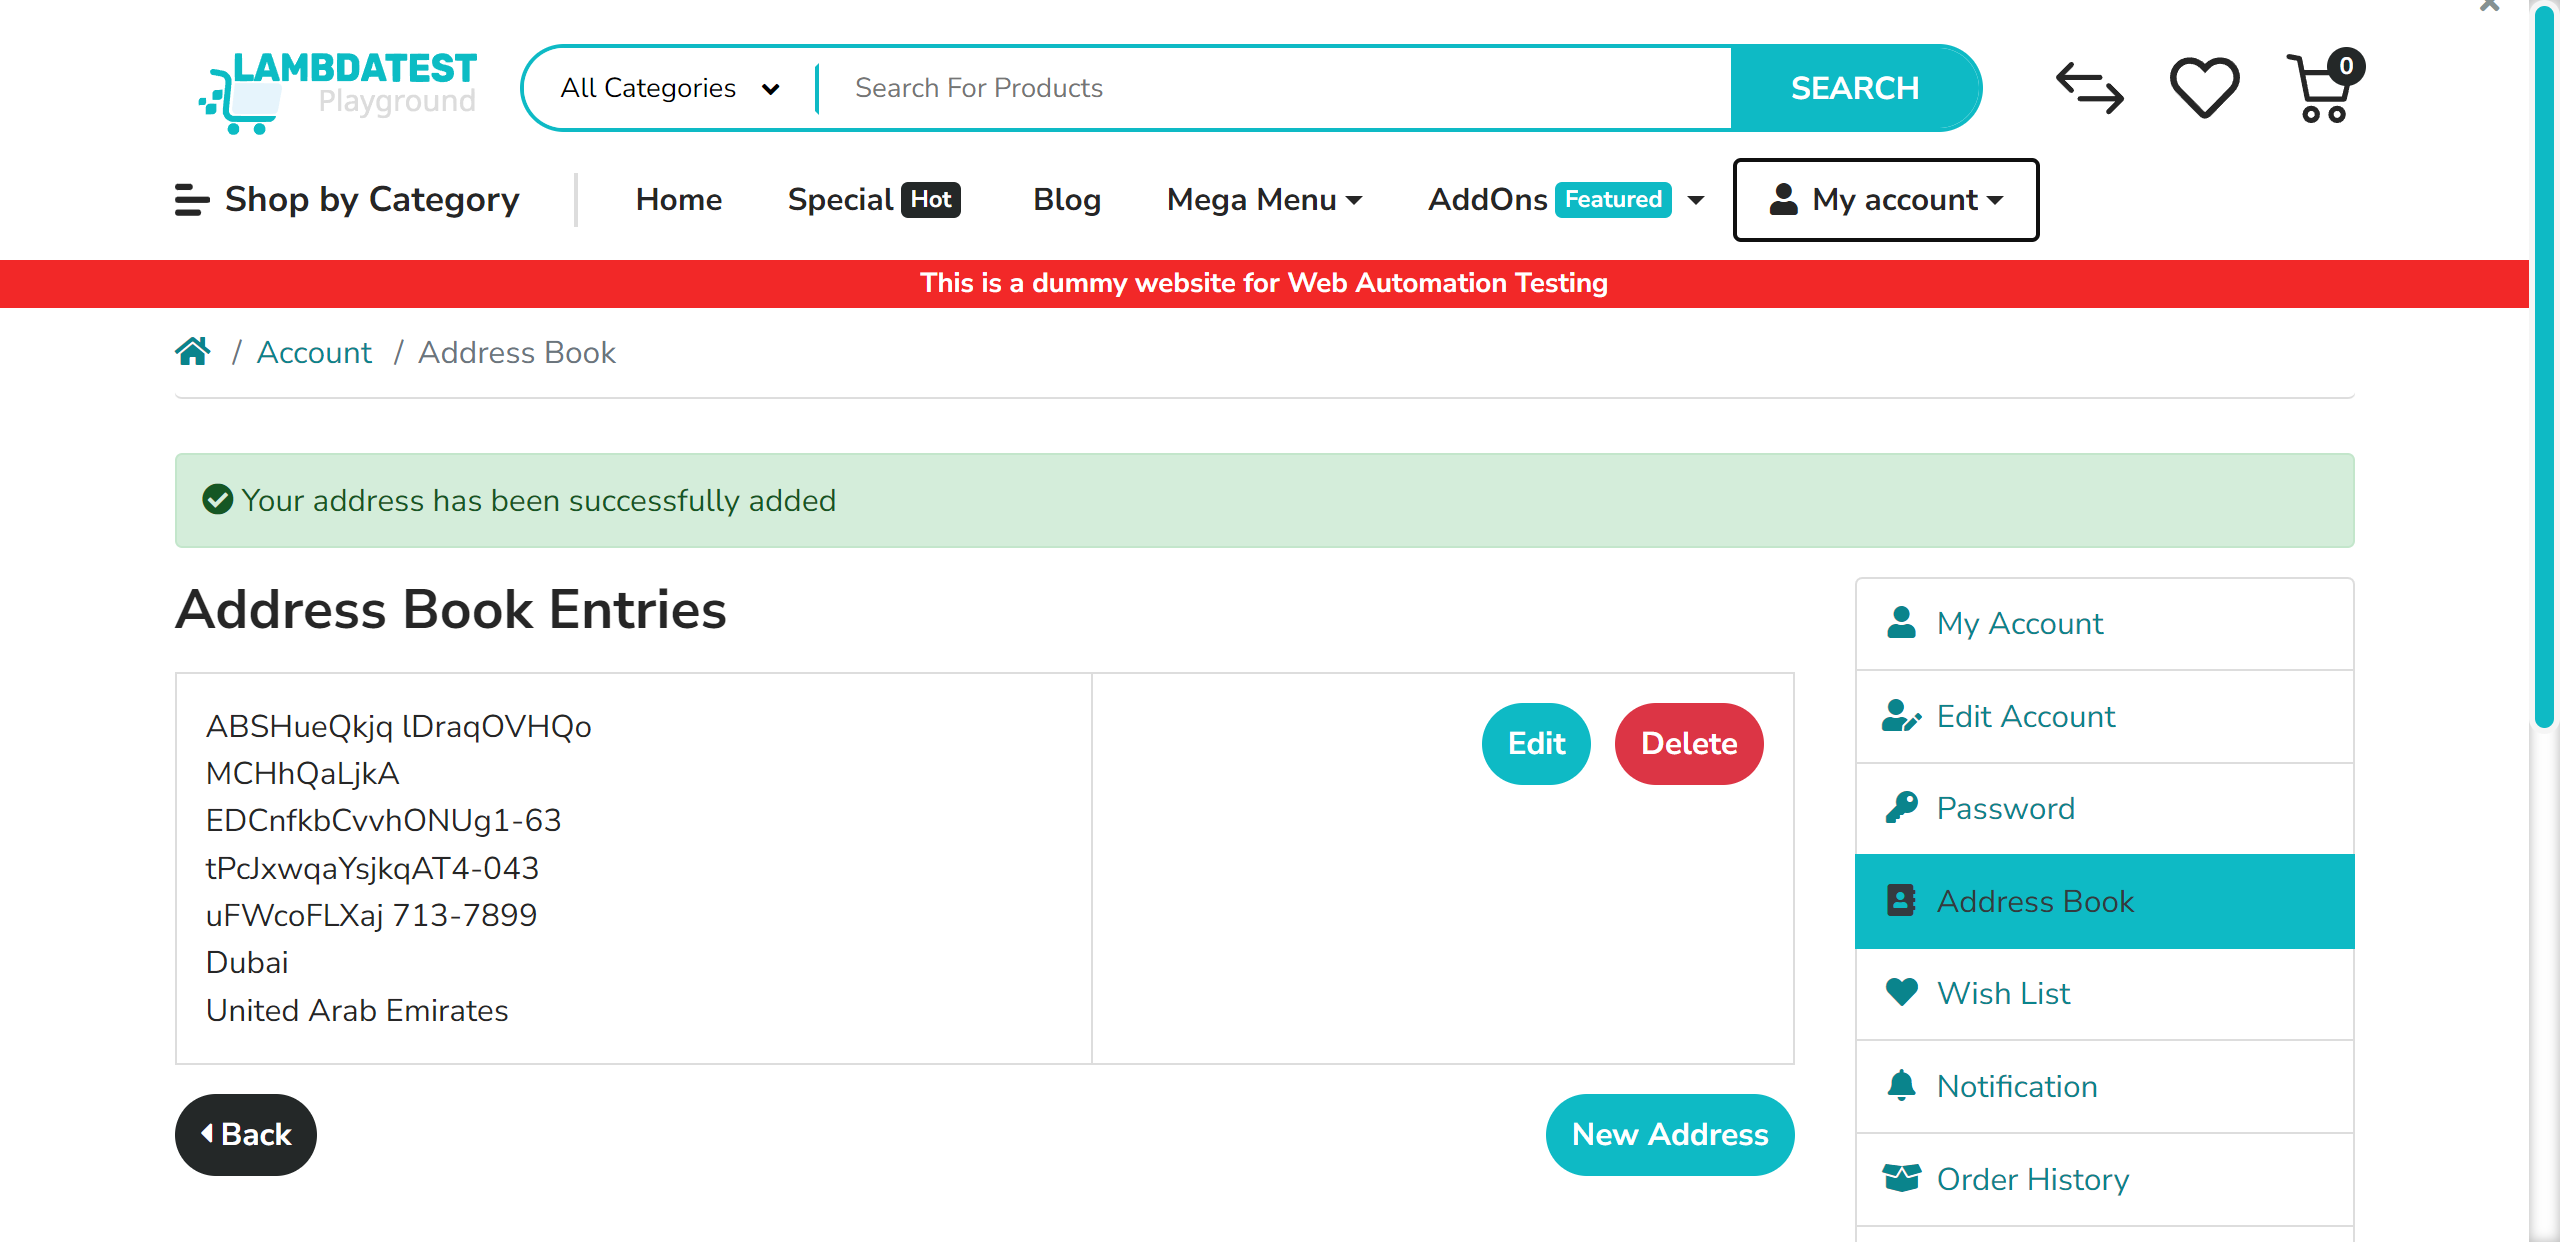 LAMBDATEST
Playground
All Categories
Search For Products
SEARCH
0
Shop by Category
Home
Special Hot
Blog
Mega Menu
AddOns Featured
My account
This is a dummy website for Web Automation Testing
/ Account / Address Book
Your address has been successfully added
Address Book Entries
ABSHueQkjq lDraqOVHQo
MCHhQaLjkA
EDCnfkbCvvhONUg1-63
tPcJxwqaYsjkqAT4-043
uFWcoFLXaj 713-7899
Dubai
United Arab Emirates
Edit
Delete
Back
New Address
My Account
Edit Account
Password
Address Book
Wish List
Notification
Order History